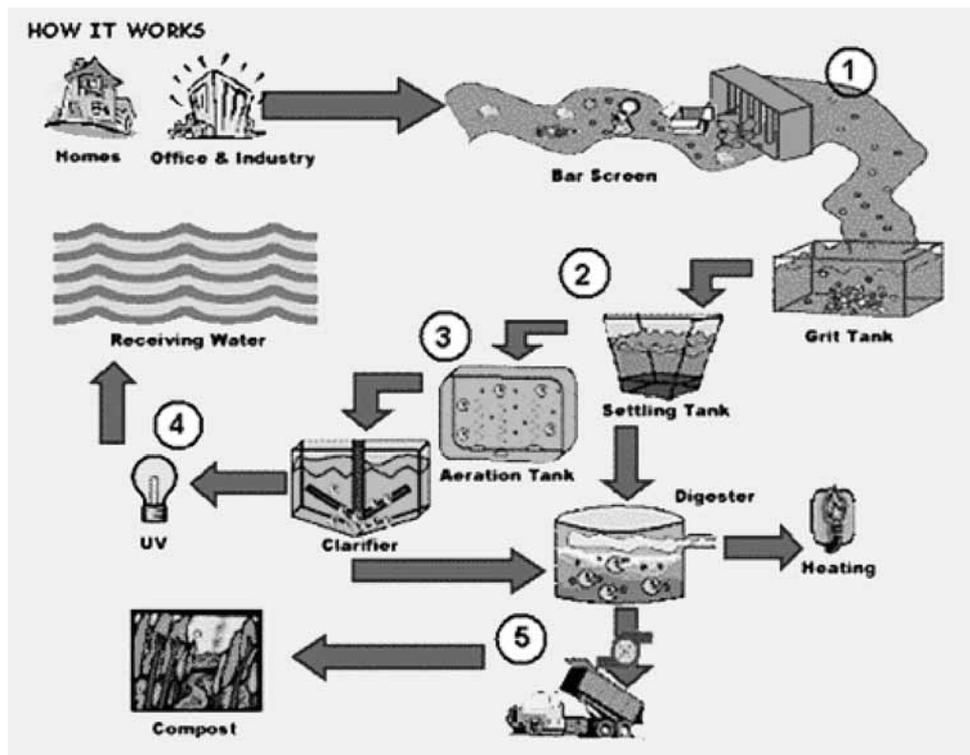 HOW IT WORKS
1
Homes
Office & Industry
Bar Screen
2
Grit Tank
Receiving Water
3
Settling Tank
4
Aeration Tank
Digester
UV
Clarifier
Heating
5
Compost